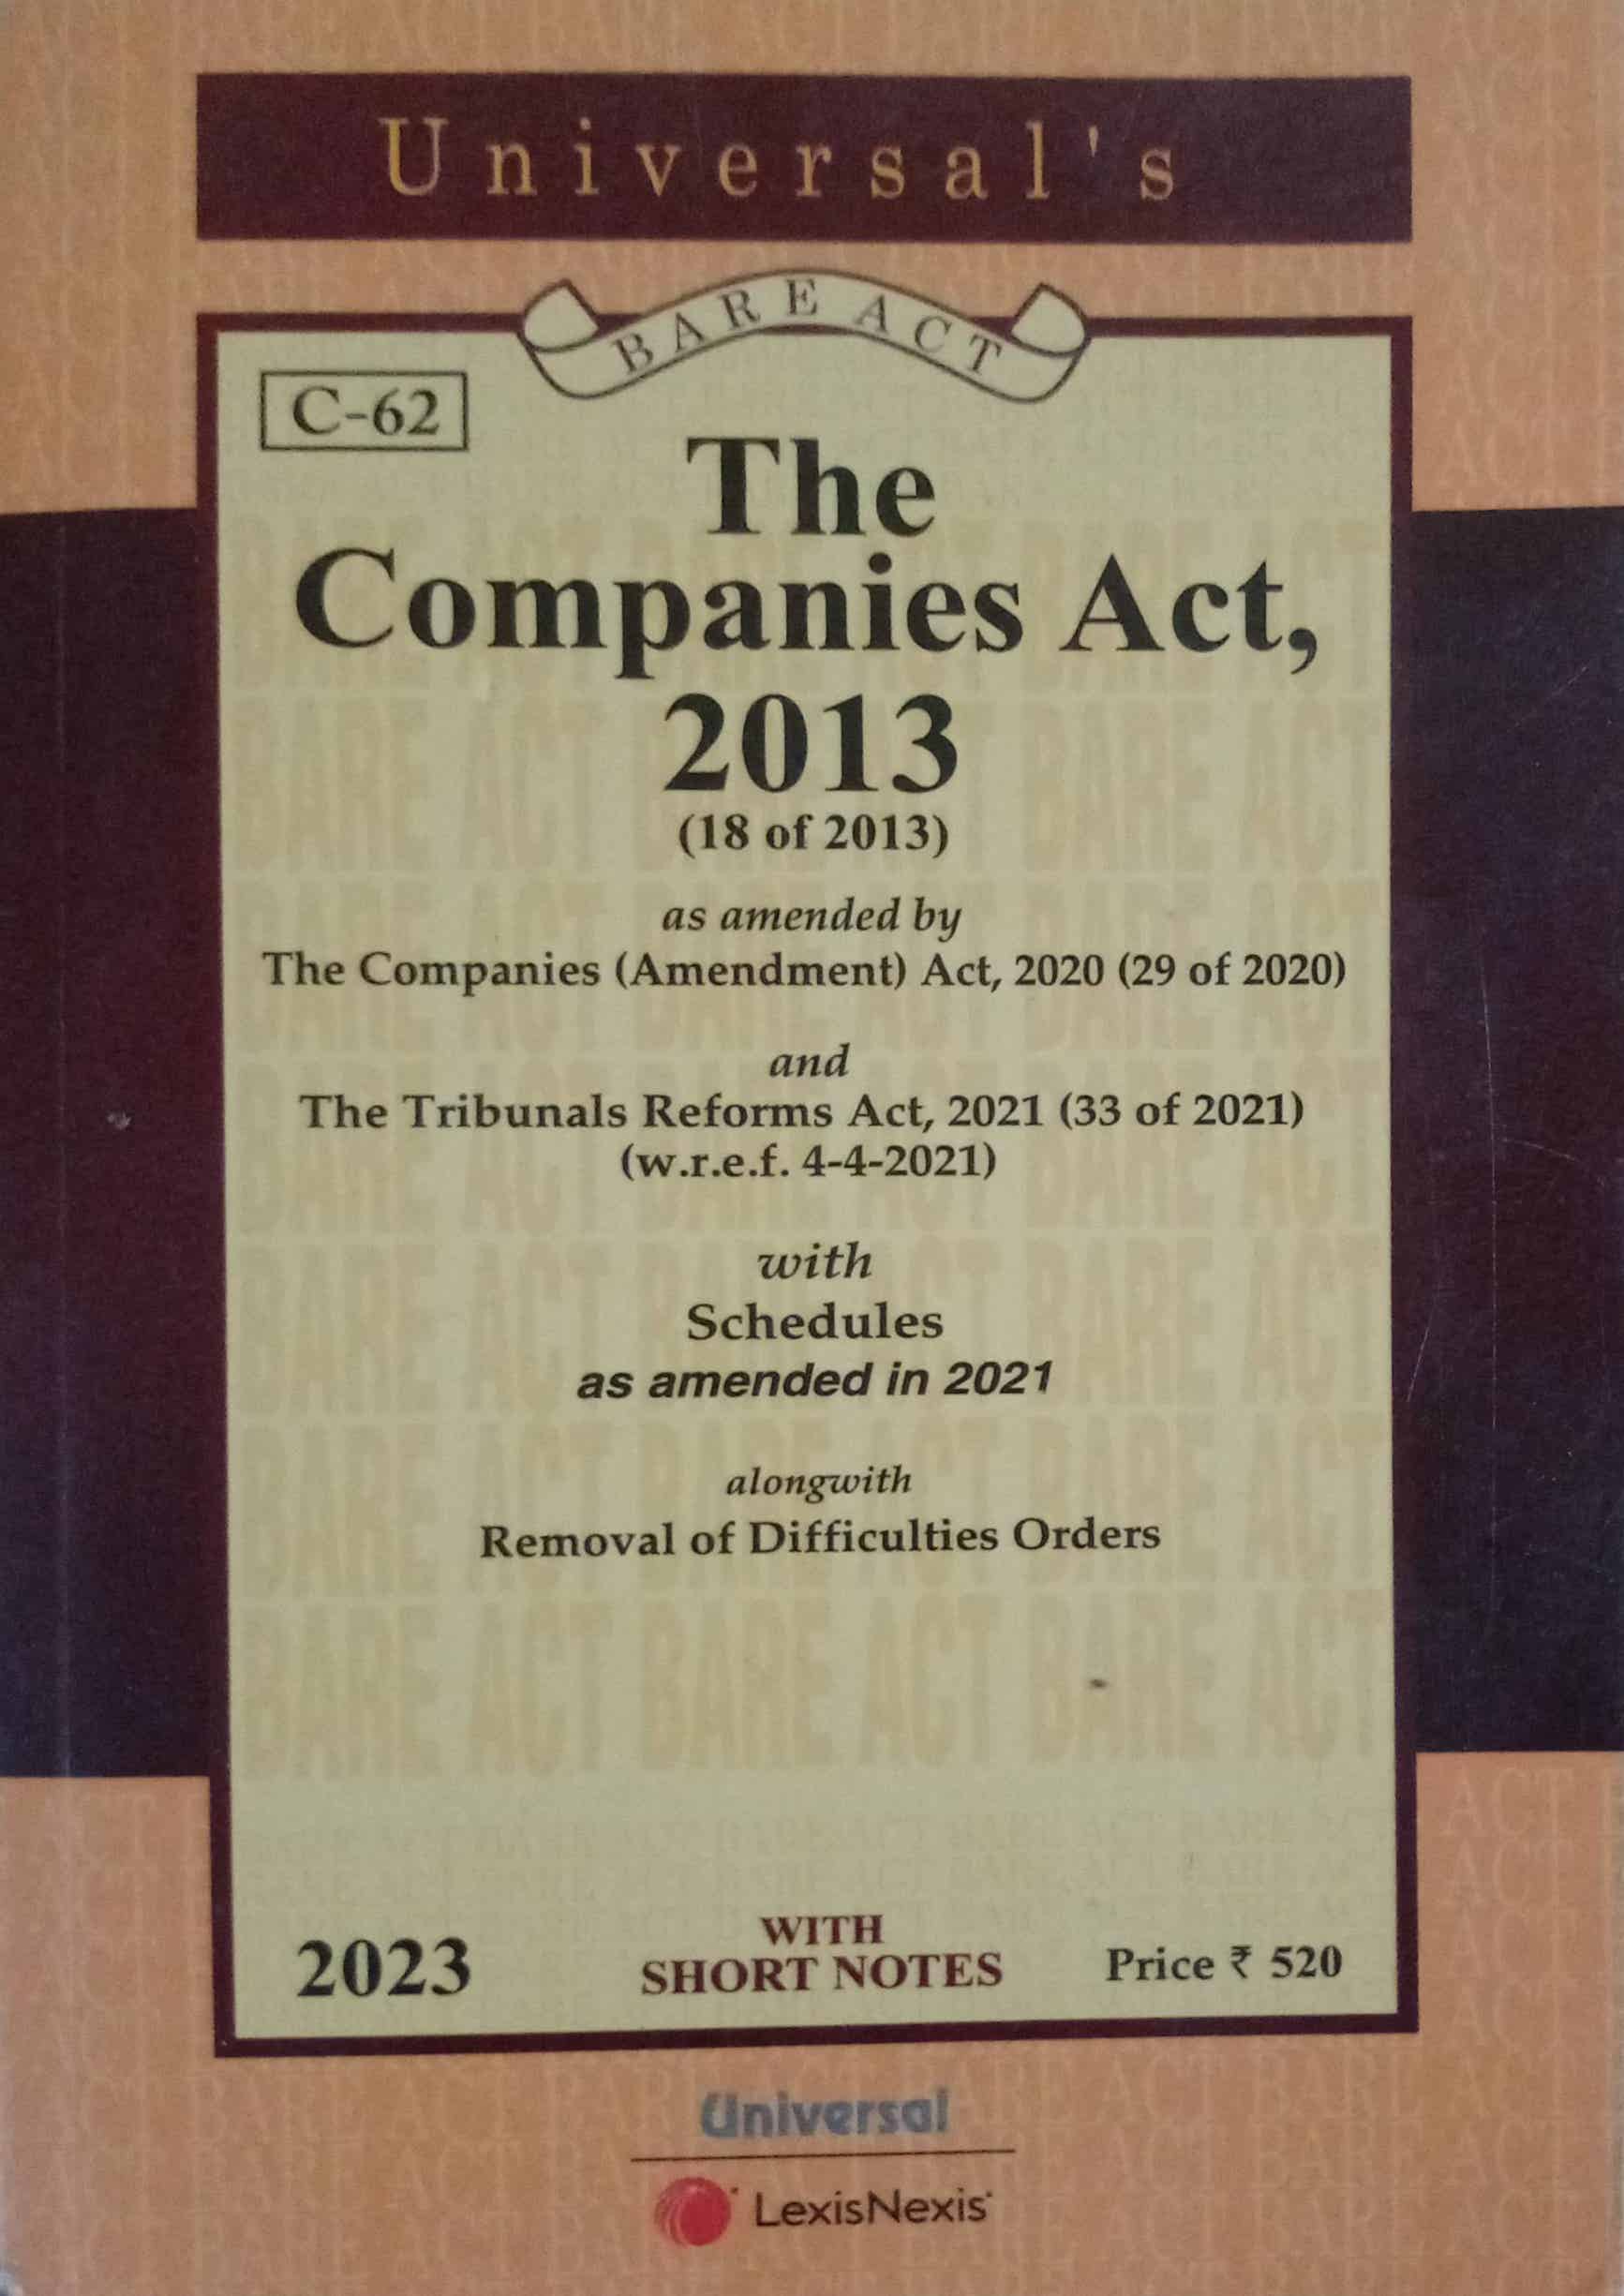 Universal's
BARE ACT
C-62
The
Companies Act,
2013
(18 of 2013)
as amended by
The Companies (Amendment) Act, 2020 (29 of 2020)
and
The Tribunals Reforms Act, 2021 (33 of 2021)
(w.r.e.f. 4-4-2021)
with
Schedules
as amended in 2021
alongwith
Removal of Difficulties Orders
2023
WITH
SHORT NOTES
Price ₹ 520
Universal
LexisNexis